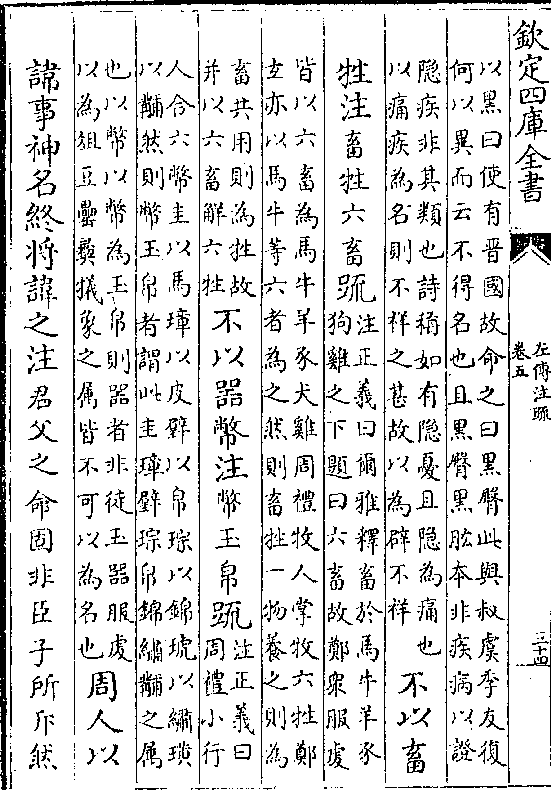 欽定四庫全書
左傳注疏
卷五
三十四
以黑曰使有晉國故命之曰黑臀此與叔虞季友復
何以異而云不得名也且黑臀黑肱本非疾病以證
隱疾非其類也詩稱如有隱憂且隱為痛也
以痛疾為名則不祥之甚故以為辟不祥
不以畜
牲注畜牲六畜疏
注正義曰爾雅釋畜於馬牛羊豕
狗雞之下題曰六畜故鄭衆服虔
皆以六畜為馬牛羊豕犬雞周禮牧人掌牧六牲鄭
玄亦以馬牛等六者為之然則畜牲一物養之則為
畜共用則為牲故
并以六畜解六牲
不以器幣注幣玉帛疏
注正義曰
周禮小行
人合六幣圭以馬璋以皮璧以帛琮以錦琥以繡璜
以黼然則幣玉帛者謂此圭璋璧琮帛錦繡黼之属
也以幣以幣為玉帛則器者非徒玉器服虔
以為俎豆罍彛犧象之属皆不可以為名也
周人以
諱事神名終將諱之注君父之命固非臣子所斥然